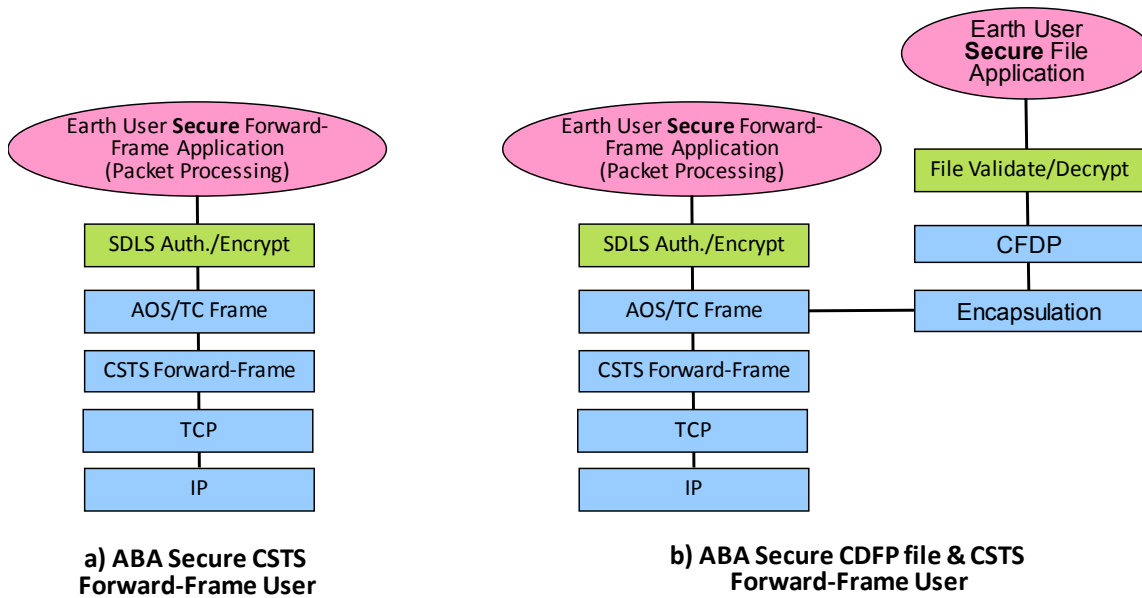 Earth User Secure Forward-
Frame Application
(Packet Processing)
SDLS Auth./Encrypt
AOS/TC Frame
CSTS Forward-Frame
TCP
IP
a) ABA Secure CSTS
Forward-Frame User
Earth User Secure Forward-
Frame Application
(Packet Processing)
SDLS Auth./Encrypt
AOS/TC Frame
CSTS Forward-Frame
TCP
IP
Earth User
Secure File
Application
File Validate/Decrypt
CFDP
Encapsulation
b) ABA Secure CDFP file & CSTS
Forward-Frame User